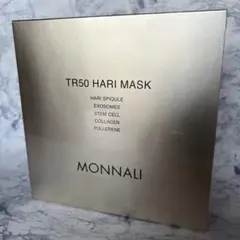 TR50 HARI MASK
HARI SPIQULE
EXOSOMES
STEM CELL
COLLAGEN
FULLERENE
MONNALI